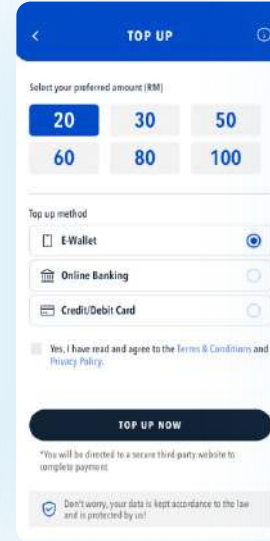 TOP UP
Select your preferred amount (RM)
20 30 50
60 80 100
Top up method
E-Wallet
Online Banking
Credit/Debit Card
Yes, I have read and agree to the Terms & Conditions and
Privacy Policy.
TOP UP NOW
*You will be directed to a secure third-party website to
complete payment
Don't worry, your data is kept accordance to the law
and is protected by us!